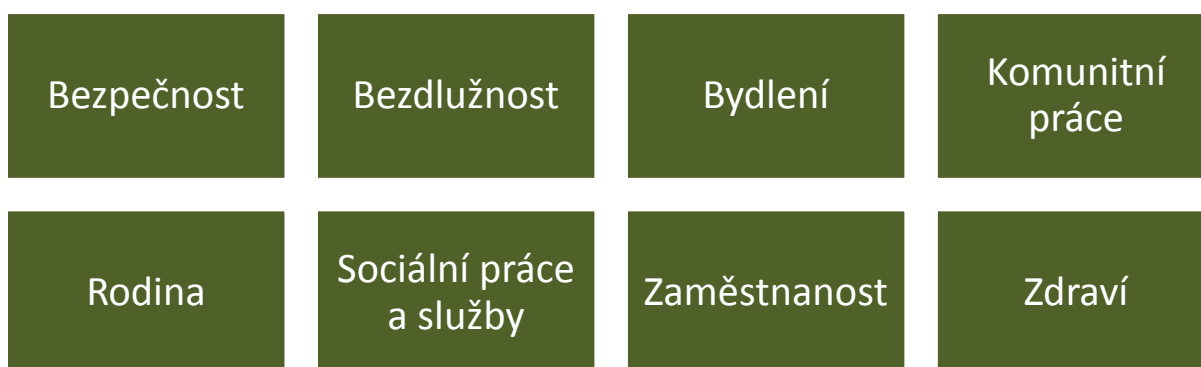 Bezpečnost
Bezdlužnost
Bydlení
Komunitní
práce
Rodina
Sociální práce
a služby
Zaměstnanost
Zdraví